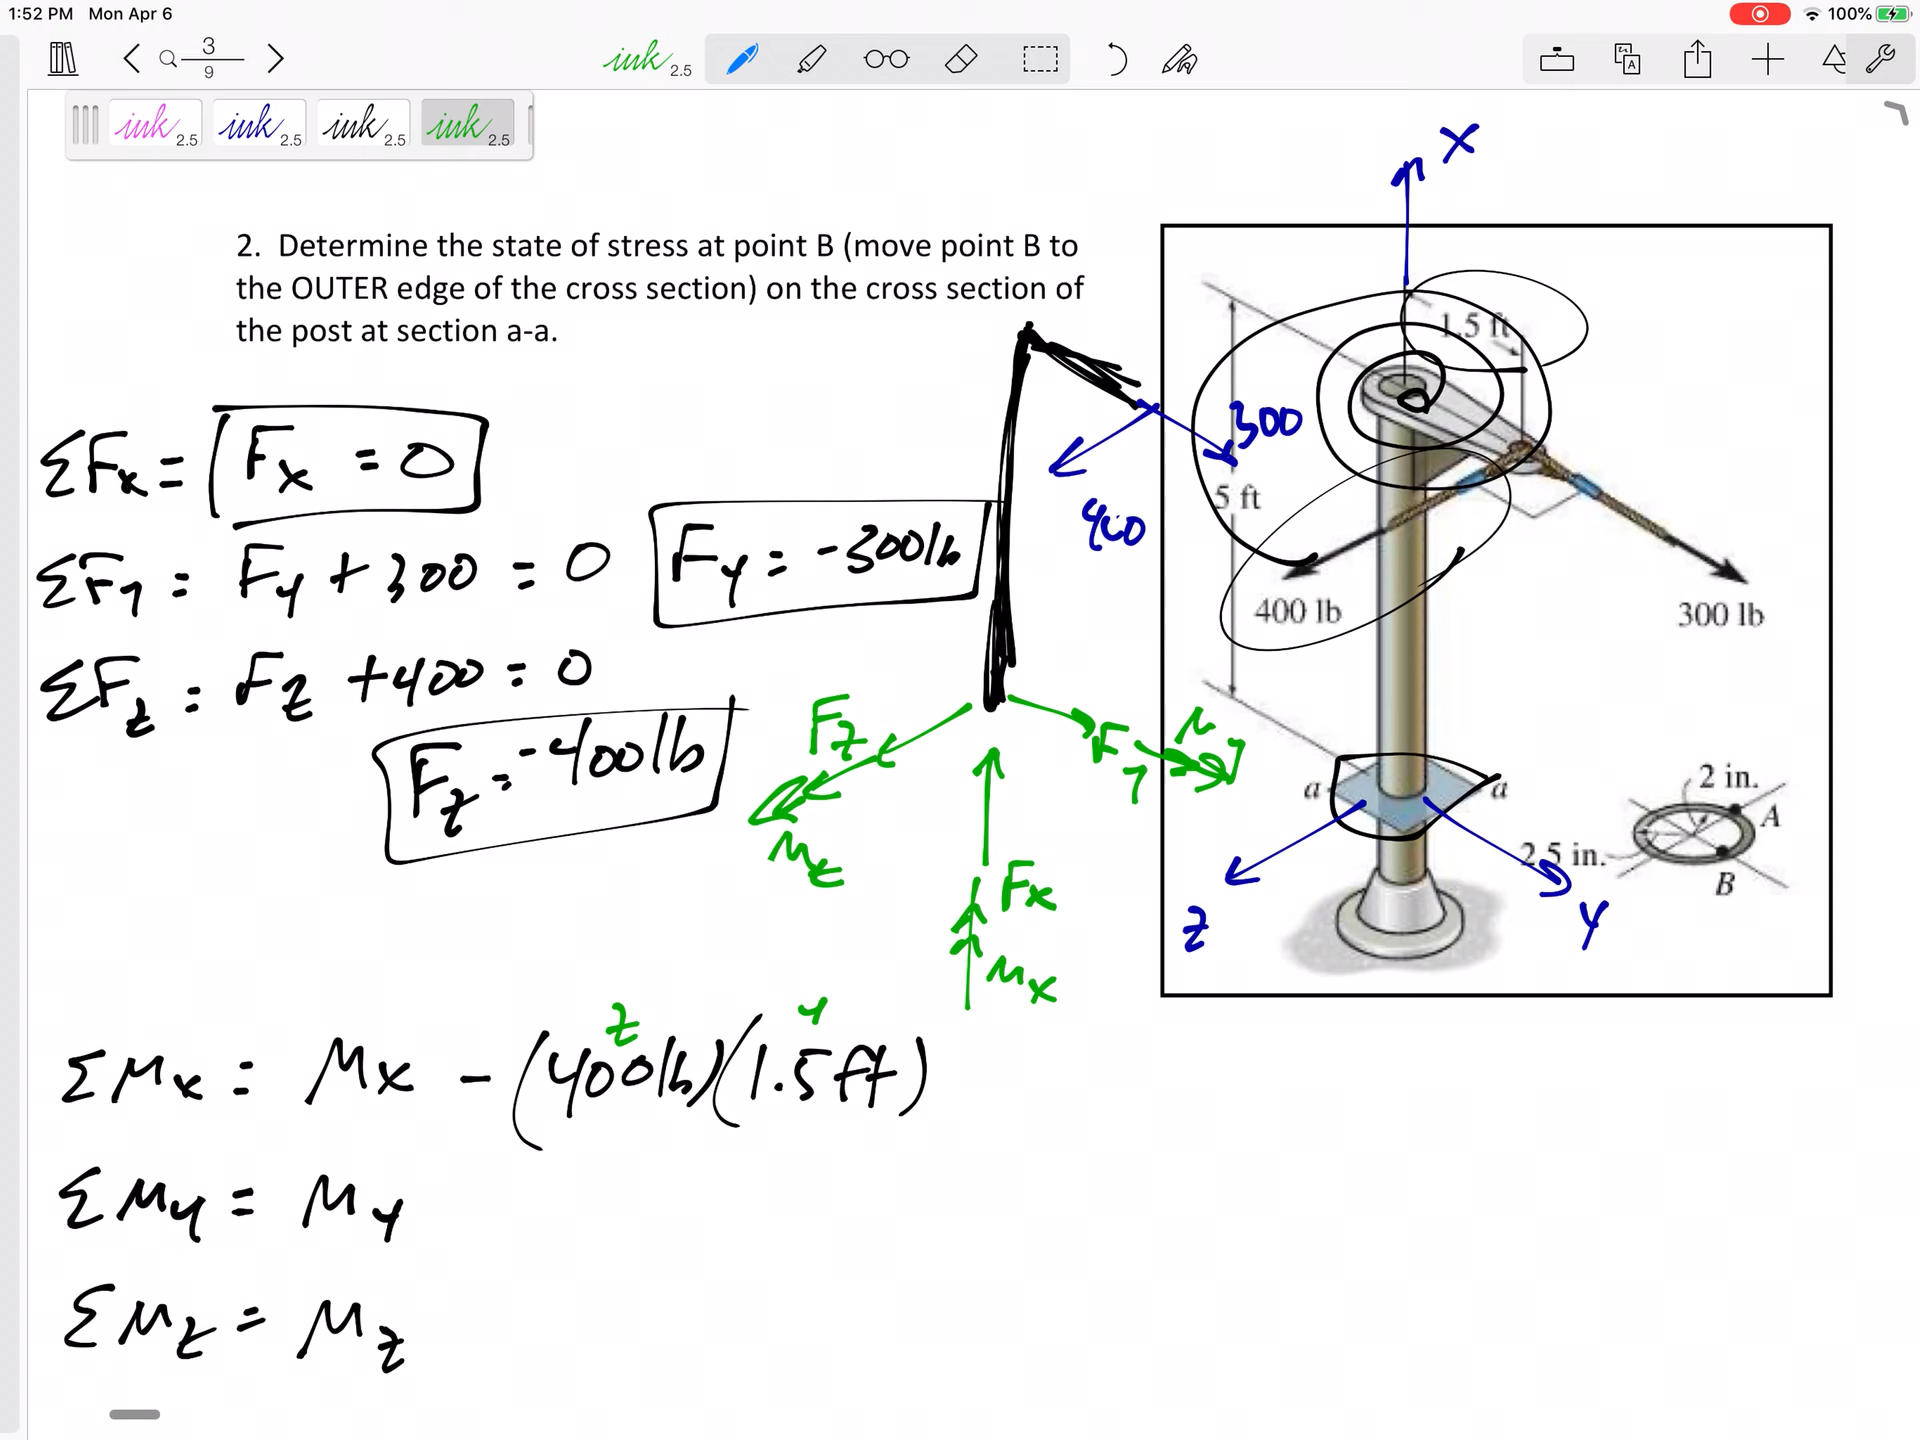 1:52 PM Mon Apr 6
100%
3
9
ink 2.5
ink 2.5 ink 2.5 ink 2.5 ink 2.5
2. Determine the state of stress at point B (move point B to
the OUTER edge of the cross section) on the cross section of
the post at section a-a.
ΣFx = Fx = 0
ΣFy = Fy + 300 = 0 Fy = -300lb
ΣFz = Fz + 400 = 0
Fz = -400lb
300
400
Fz
Mz
Fy
M
Fx
Mx
x
1.5 ft
5 ft
400 lb
300 lb
a
a
z
y
2 in.
A
2.5 in.
B
z y
ΣMx = Mx - (400lb)(1.5ft)
ΣMy = My
ΣMz = Mz